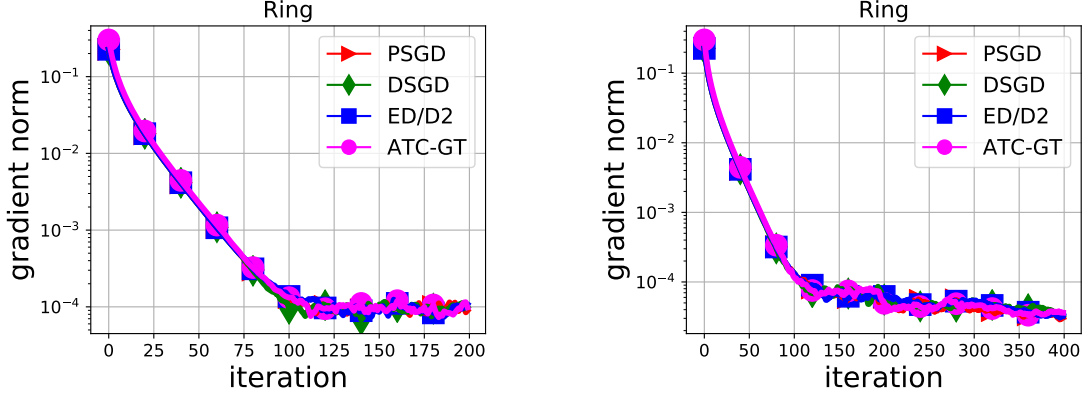 Ring
gradient norm
10⁻¹
10⁻²
10⁻³
10⁻⁴
PSGD
DSGD
ED/D2
ATC-GT
0 25 50 75 100 125 150 175 200
iteration
Ring
gradient norm
10⁻¹
10⁻²
10⁻³
10⁻⁴
PSGD
DSGD
ED/D2
ATC-GT
0 50 100 150 200 250 300 350 400
iteration